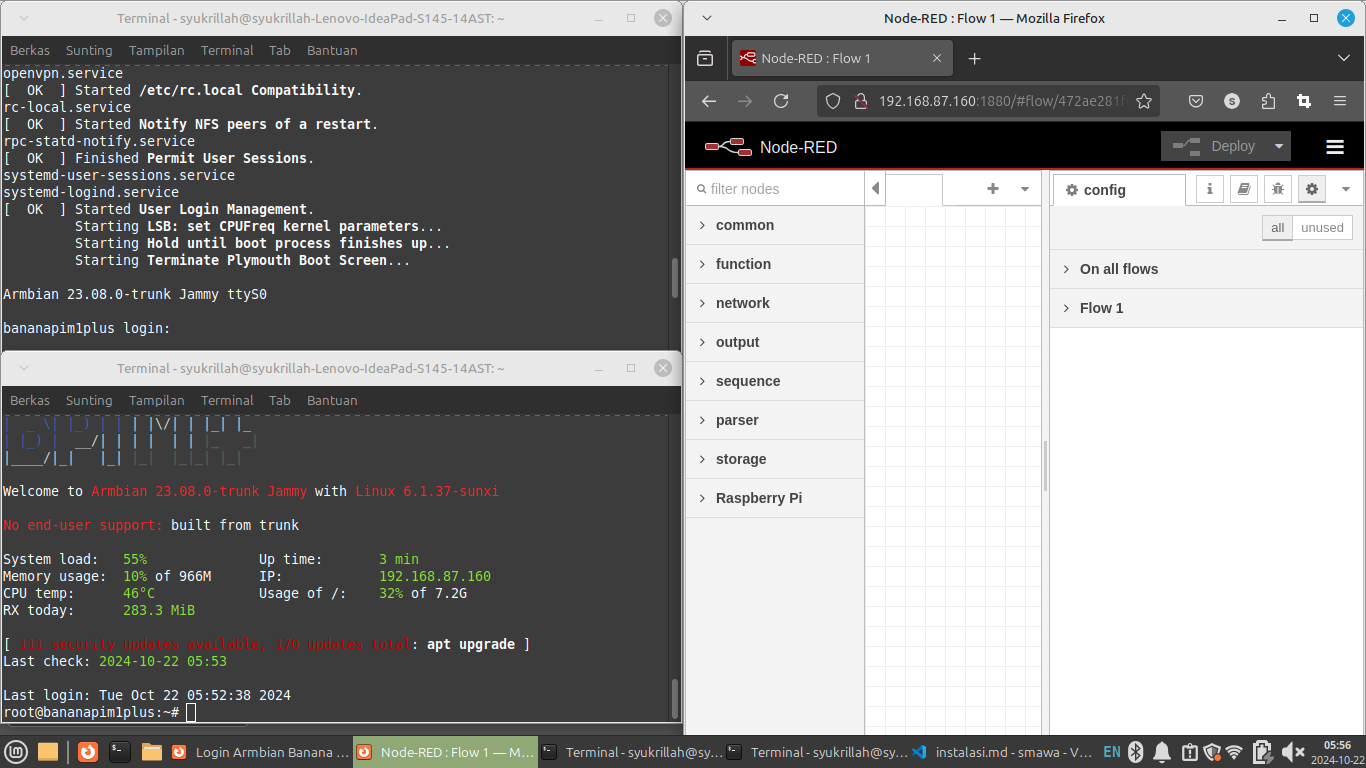 Terminal - syukrillah@syukrillah-Lenovo-IdeaPad-S145-14AST: ~
Berkas Sunting Tampilan Terminal Tab Bantuan
openvpn.service
[  OK  ] Started /etc/rc.local Compatibility.
rc-local.service
[  OK  ] Started Notify NFS peers of a restart.
rpc-statd-notify.service
[  OK  ] Finished Permit User Sessions.
systemd-user-sessions.service
systemd-logind.service
[  OK  ] Started User Login Management.
Starting LSB: set CPUFreq kernel parameters...
Starting Hold until boot process finishes up...
Starting Terminate Plymouth Boot Screen...
Armbian 23.08.0-trunk Jammy ttyS0
bananapim1plus login:
Terminal - syukrillah@syukrillah-Lenovo-IdeaPad-S145-14AST: ~
Berkas Sunting Tampilan Terminal Tab Bantuan
Welcome to Armbian 23.08.0-trunk Jammy with Linux 6.1.37-sunxi
No end-user support: built from trunk
System load: 55% Up time: 3 min
Memory usage: 10% of 966M IP: 192.168.87.160
CPU temp: 46°C Usage of /: 32% of 7.2G
RX today: 283.3 MiB
[ 111 security updates available, 170 updates total: apt upgrade ]
Last check: 2024-10-22 05:53
Last login: Tue Oct 22 05:52:38 2024
root@bananapim1plus:~#
Node-RED : Flow 1 — Mozilla Firefox
Node-RED : Flow 1
192.168.87.160:1880/#flow/472ae281f
S
Node-RED
Deploy
filter nodes
common
function
network
output
sequence
parser
storage
Raspberry Pi
config
all unused
On all flows
Flow 1
Login Armbian Banana ...
Node-RED : Flow 1 — M...
Terminal - syukrillah@sy...
Terminal - syukrillah@sy...
instalasi.md - smawa - V...
EN
05:56
2024-10-22